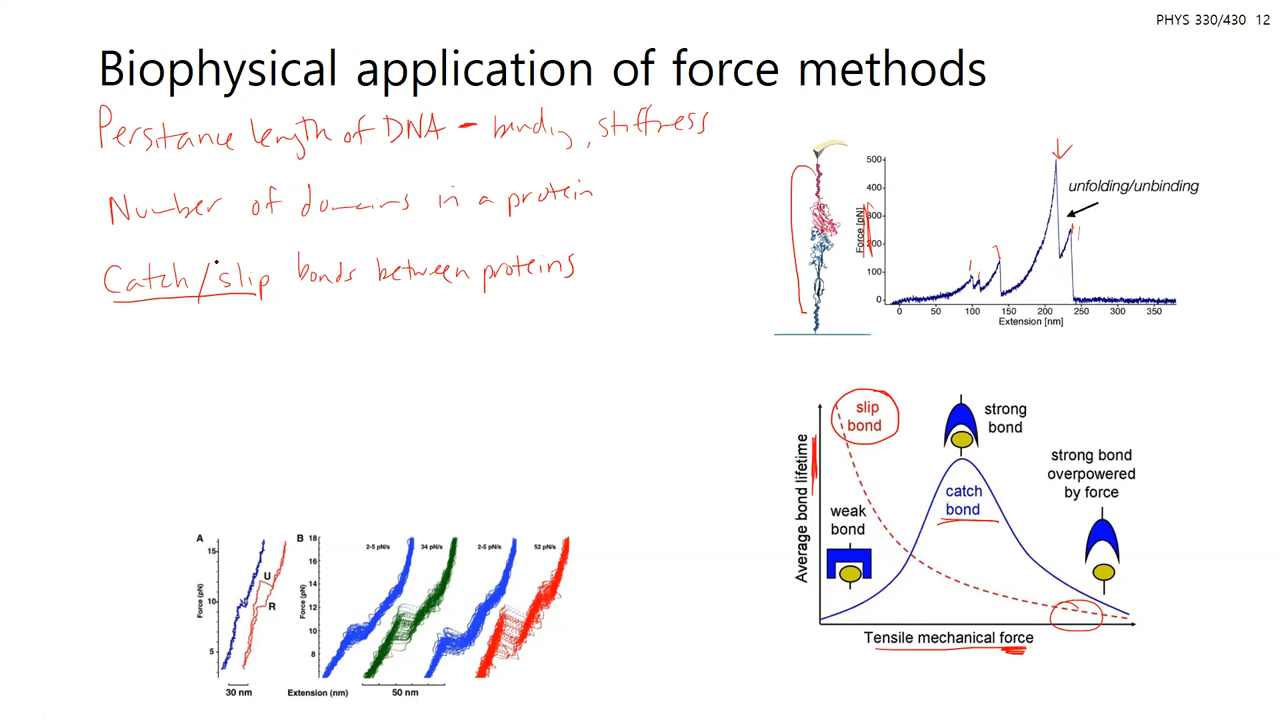 PHYS 330/430 12
Biophysical application of force methods
Persitance length of DNA - bending, stiffness
Number of domains in a protein
Catch/slip bonds between proteins
500
400
300
200
100
0
Force [pN]
unfolding/unbinding
0 50 100 150 200 250 300 350
Extension [nm]
slip
bond
strong
bond
strong bond
overpowered
by force
catch
bond
weak
bond
Average bond lifetime
Tensile mechanical force
A
15
10
5
Force (pN)
U
R
30 nm
B
18
16
14
12
10
8
Force (pN)
2-5 pN/s 34 pN/s 2-5 pN/s 52 pN/s
Extension (nm) 50 nm